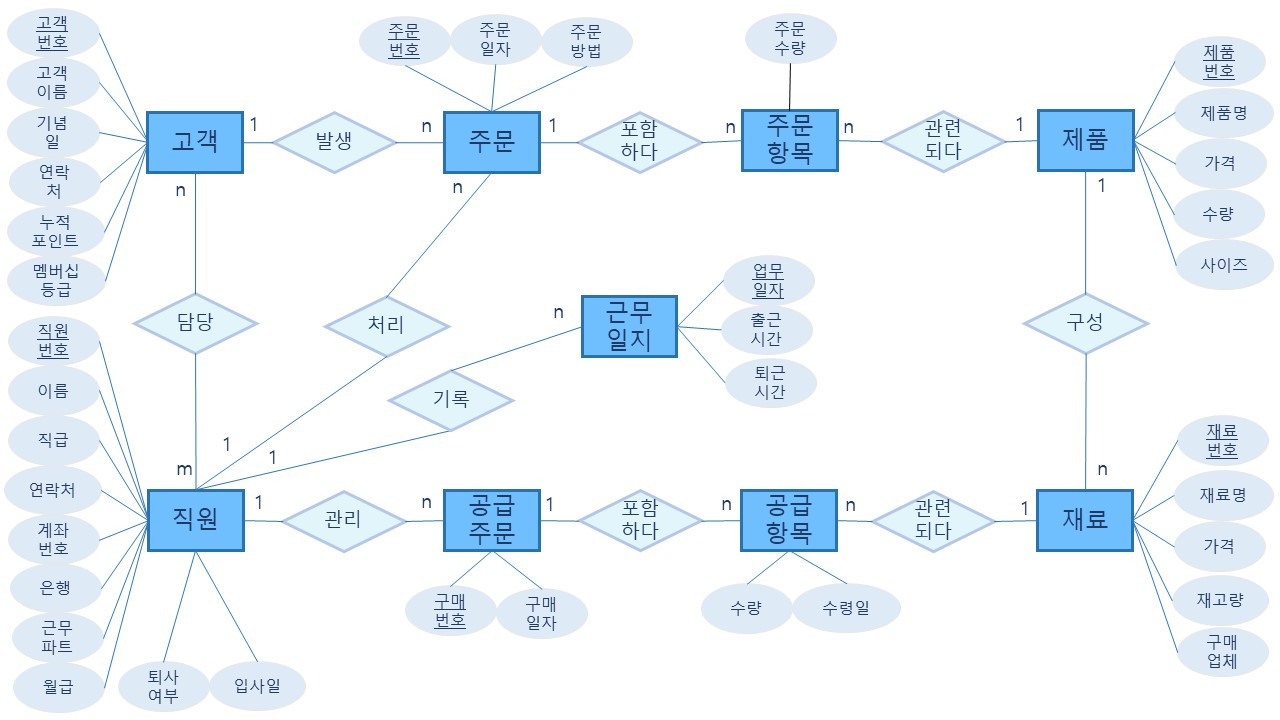 고객
번호
고객
이름
기념
일
연락
처
누적
포인트
멤버십
등급
고객
1
발생
n
주문
번호
주문
일자
주문
방법
주문
1
포함
하다
n
주문
수량
주문
항목
n
관련
되다
1
제품
제품
번호
제품명
가격
수량
사이즈
n
담당
m
n
처리
1
n
기록
1
근무
일지
업무
일자
출근
시간
퇴근
시간
1
구성
n
직원
번호
이름
직급
연락처
계좌
번호
은행
근무
파트
월급
퇴사
여부
입사일
직원
1
관리
n
공급
주문
구매
번호
구매
일자
1
포함
하다
n
공급
항목
수량
수령일
n
관련
되다
1
재료
재료
번호
재료명
가격
재고량
구매
업체